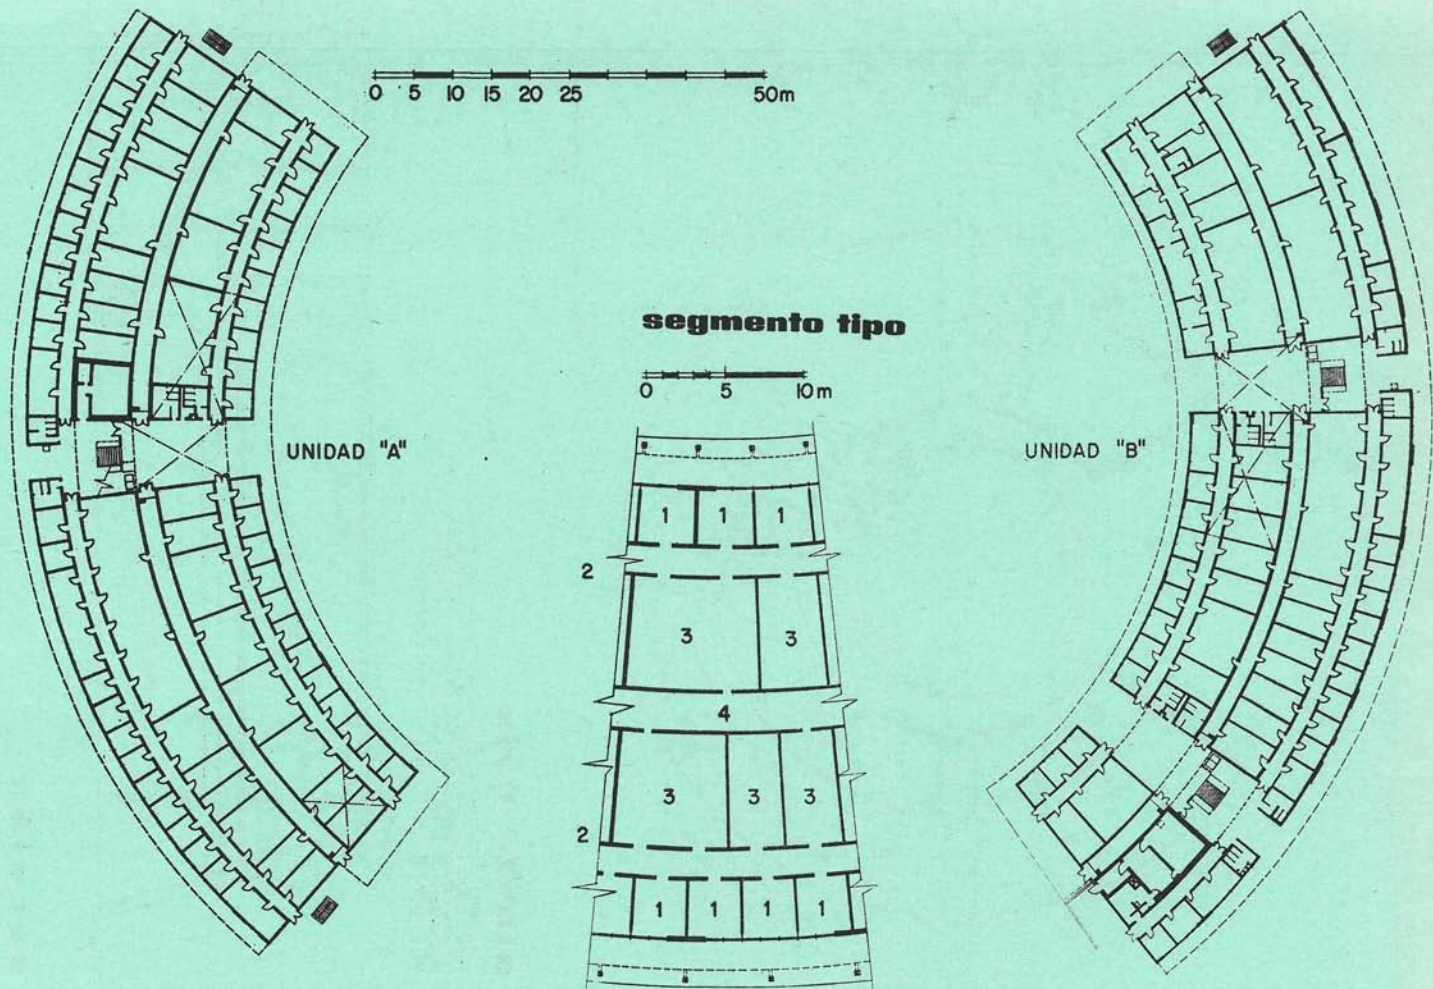 0 5 10 15 20 25 50m
segmento tipo
0 5 10m
UNIDAD "A"
UNIDAD "B"
1 1 1
2
3 3
4
3 3 3
2
1 1 1 1